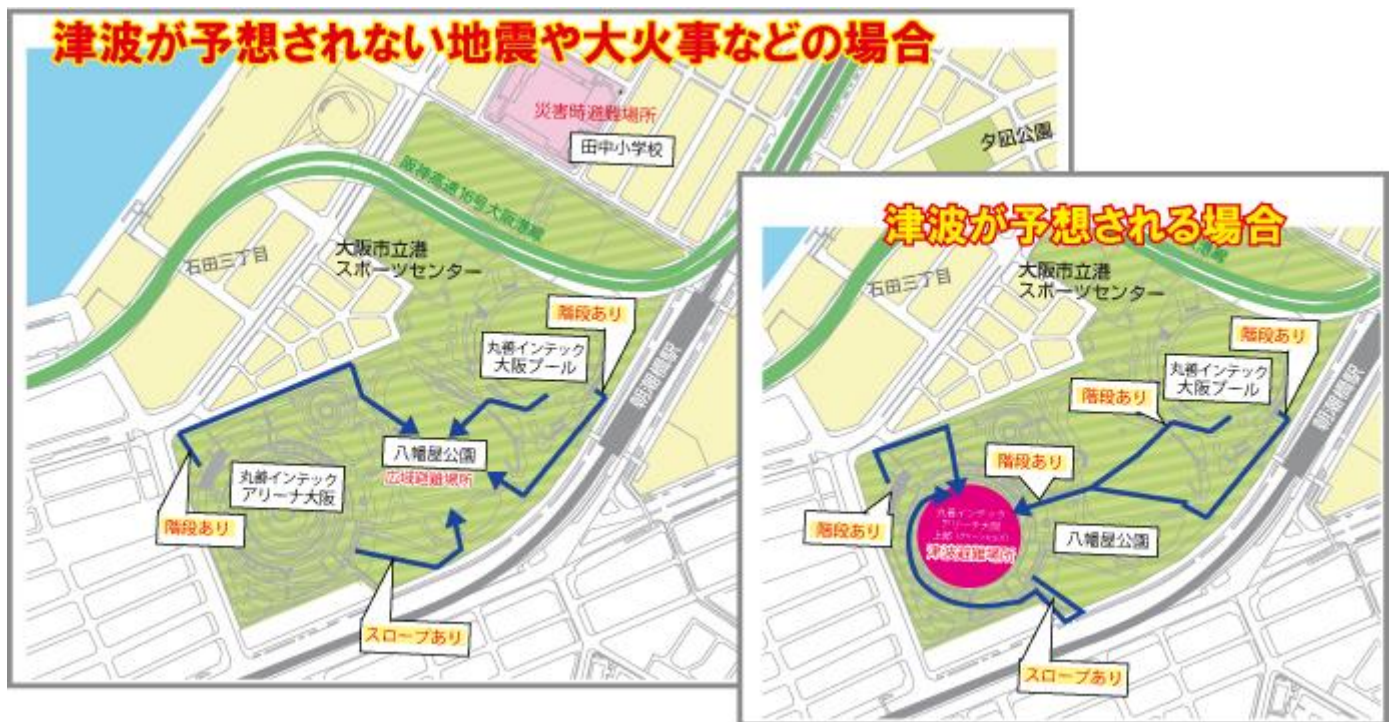 津波が予想されない地震や大火事などの場合
災害時避難場所
田中小学校
夕凪公園
阪神高速16号大阪港線
石田三丁目
大阪市立港
スポーツセンター
階段あり
丸善インテック
大阪プール
朝潮橋駅
八幡屋公園
広域避難場所
丸善インテック
アリーナ大阪
階段あり
スロープあり
津波が予想される場合
石田三丁目
大阪市立港
スポーツセンター
階段あり
丸善インテック
大阪プール
階段あり
朝潮橋駅
階段あり
階段あり
丸善インテック
アリーナ大阪
津波避難場所
八幡屋公園
スロープあり